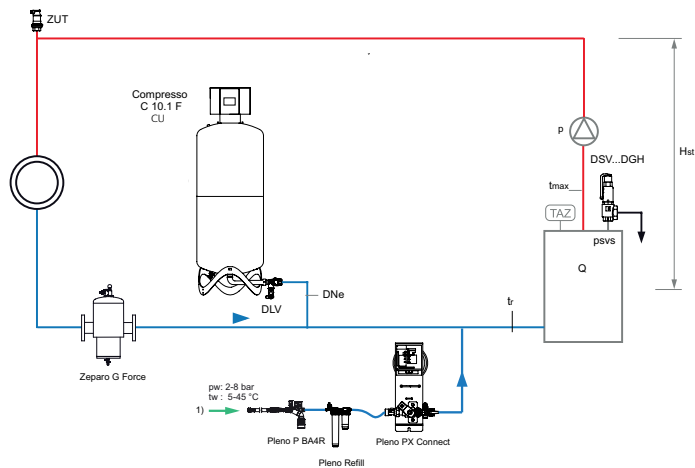 ZUT
Compresso
C 10.1 F
CU
p
Hst
DSV...DGH
tmax
TAZ
psvs
Q
DNe
DLV
tr
Zeparo G Force
pw: 2-8 bar
tw : 5-45 °C
1)
Pleno P BA4R
Pleno Refill
Pleno PX Connect